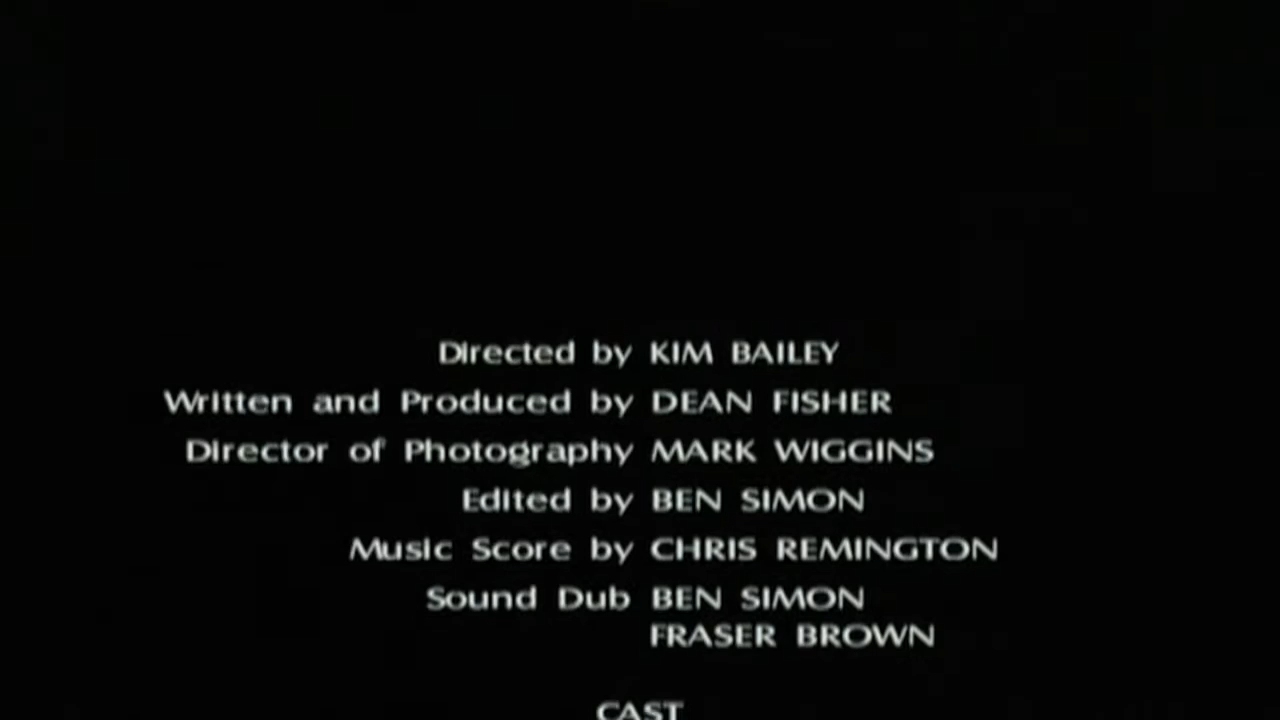 Directed by KIM BAILEY
Written and Produced by DEAN FISHER
Director of Photography MARK WIGGINS
Edited by BEN SIMON
Music Score by CHRIS REMINGTON
Sound Dub BEN SIMON
FRASER BROWN
CAST